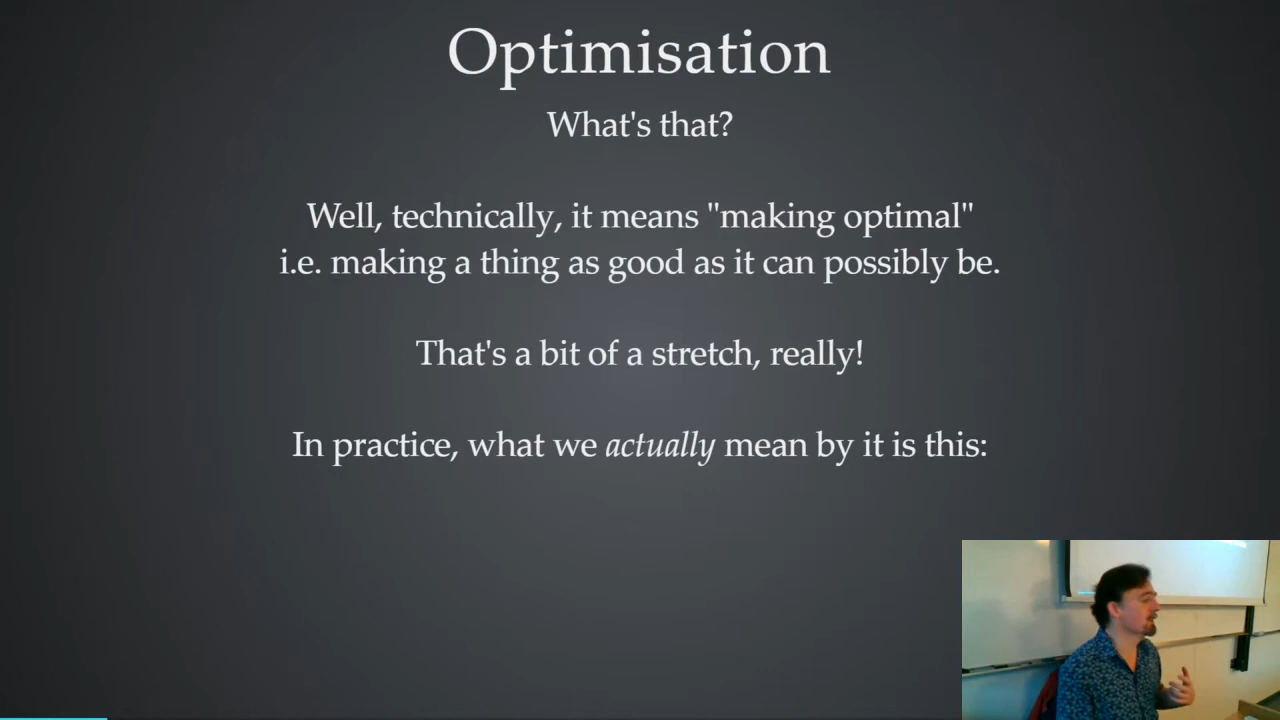 Optimisation
What's that?
Well, technically, it means "making optimal"
i.e. making a thing as good as it can possibly be.
That's a bit of a stretch, really!
In practice, what we actually mean by it is this: